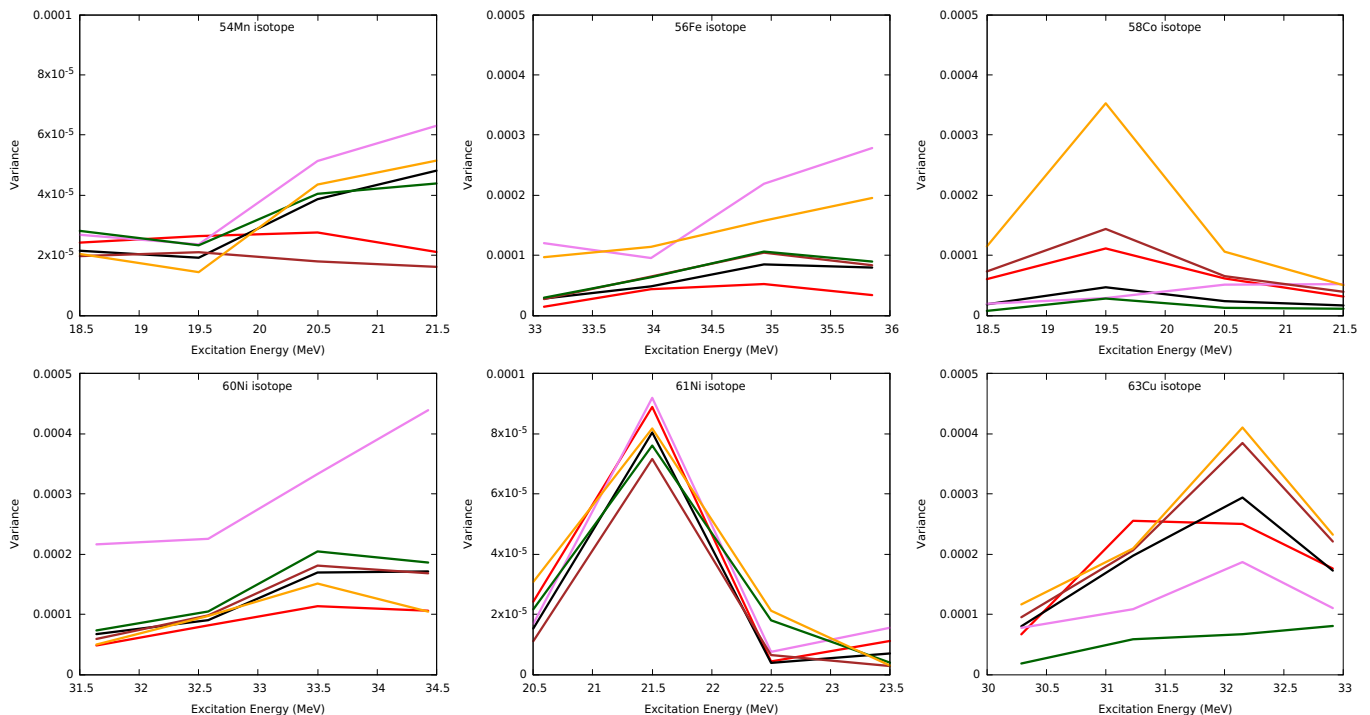 54Mn isotope
0.0001
8x10-5
6x10-5
4x10-5
2x10-5
0
Variance
18.5 19 19.5 20 20.5 21 21.5
Excitation Energy (MeV)
56Fe isotope
0.0005
0.0004
0.0003
0.0002
0.0001
0
Variance
33 33.5 34 34.5 35 35.5 36
Excitation Energy (MeV)
58Co isotope
0.0005
0.0004
0.0003
0.0002
0.0001
0
Variance
18.5 19 19.5 20 20.5 21 21.5
Excitation Energy (MeV)
60Ni isotope
0.0005
0.0004
0.0003
0.0002
0.0001
0
Variance
31.5 32 32.5 33 33.5 34 34.5
Excitation Energy (MeV)
61Ni isotope
0.0001
8x10-5
6x10-5
4x10-5
2x10-5
0
Variance
20.5 21 21.5 22 22.5 23 23.5
Excitation Energy (MeV)
63Cu isotope
0.0005
0.0004
0.0003
0.0002
0.0001
0
Variance
30 30.5 31 31.5 32 32.5 33
Excitation Energy (MeV)